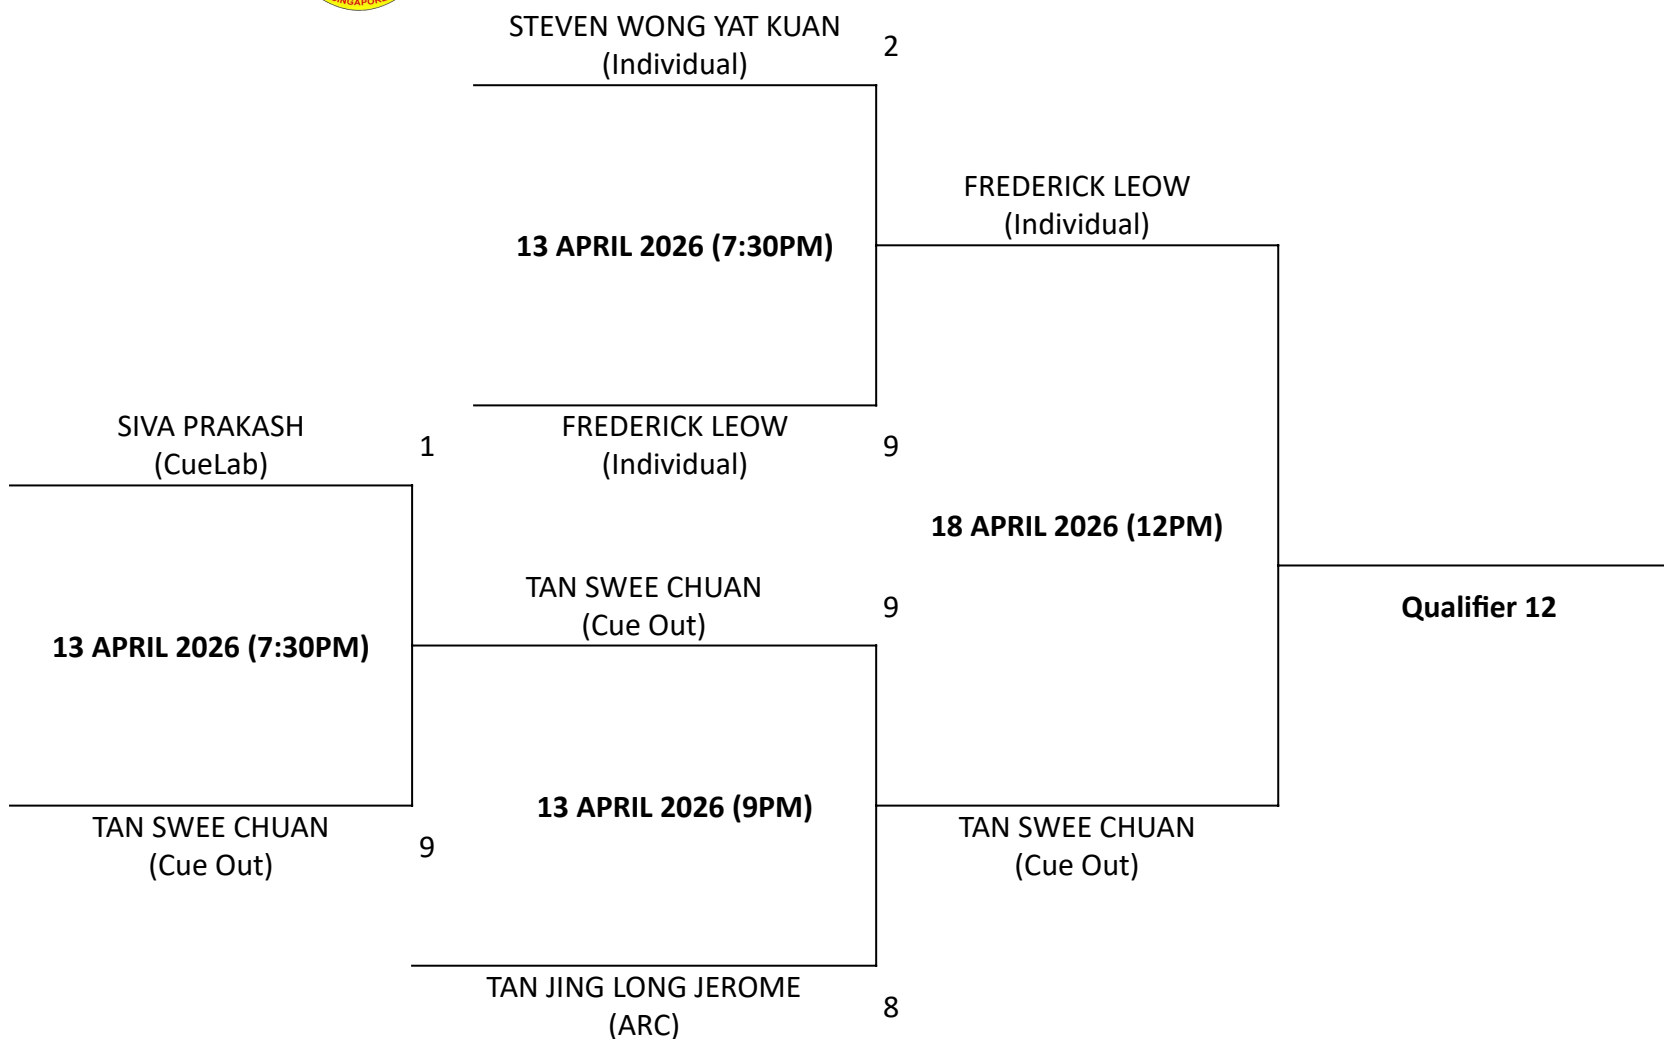 SINGAPORE
STEVEN WONG YAT KUAN
(Individual)
2
FREDERICK LEOW
(Individual)
13 APRIL 2026 (7:30PM)
SIVA PRAKASH
(CueLab)
1
FREDERICK LEOW
(Individual)
9
18 APRIL 2026 (12PM)
TAN SWEE CHUAN
(Cue Out)
9
Qualifier 12
13 APRIL 2026 (7:30PM)
TAN SWEE CHUAN
(Cue Out)
9
13 APRIL 2026 (9PM)
TAN SWEE CHUAN
(Cue Out)
TAN JING LONG JEROME
(ARC)
8